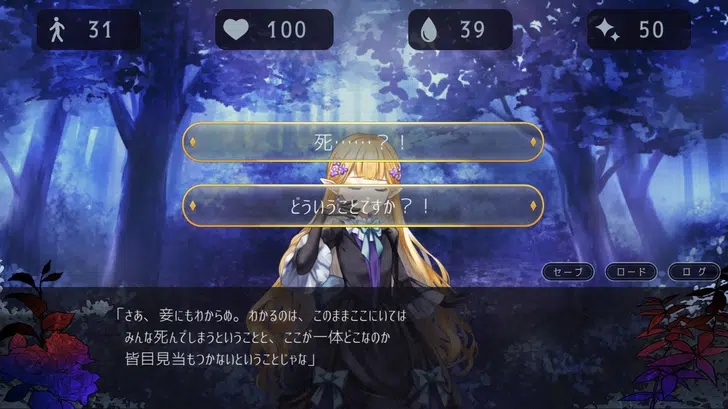 31
100
39
50
死……？！
どういうことですか？！
セーブ
ロード
ログ
「さあ、妾にもわからぬ。わかるのは、このままここにいては
みんな死んでしまうということと、ここが一体どこなのか
皆目見当もつかないということじゃな」